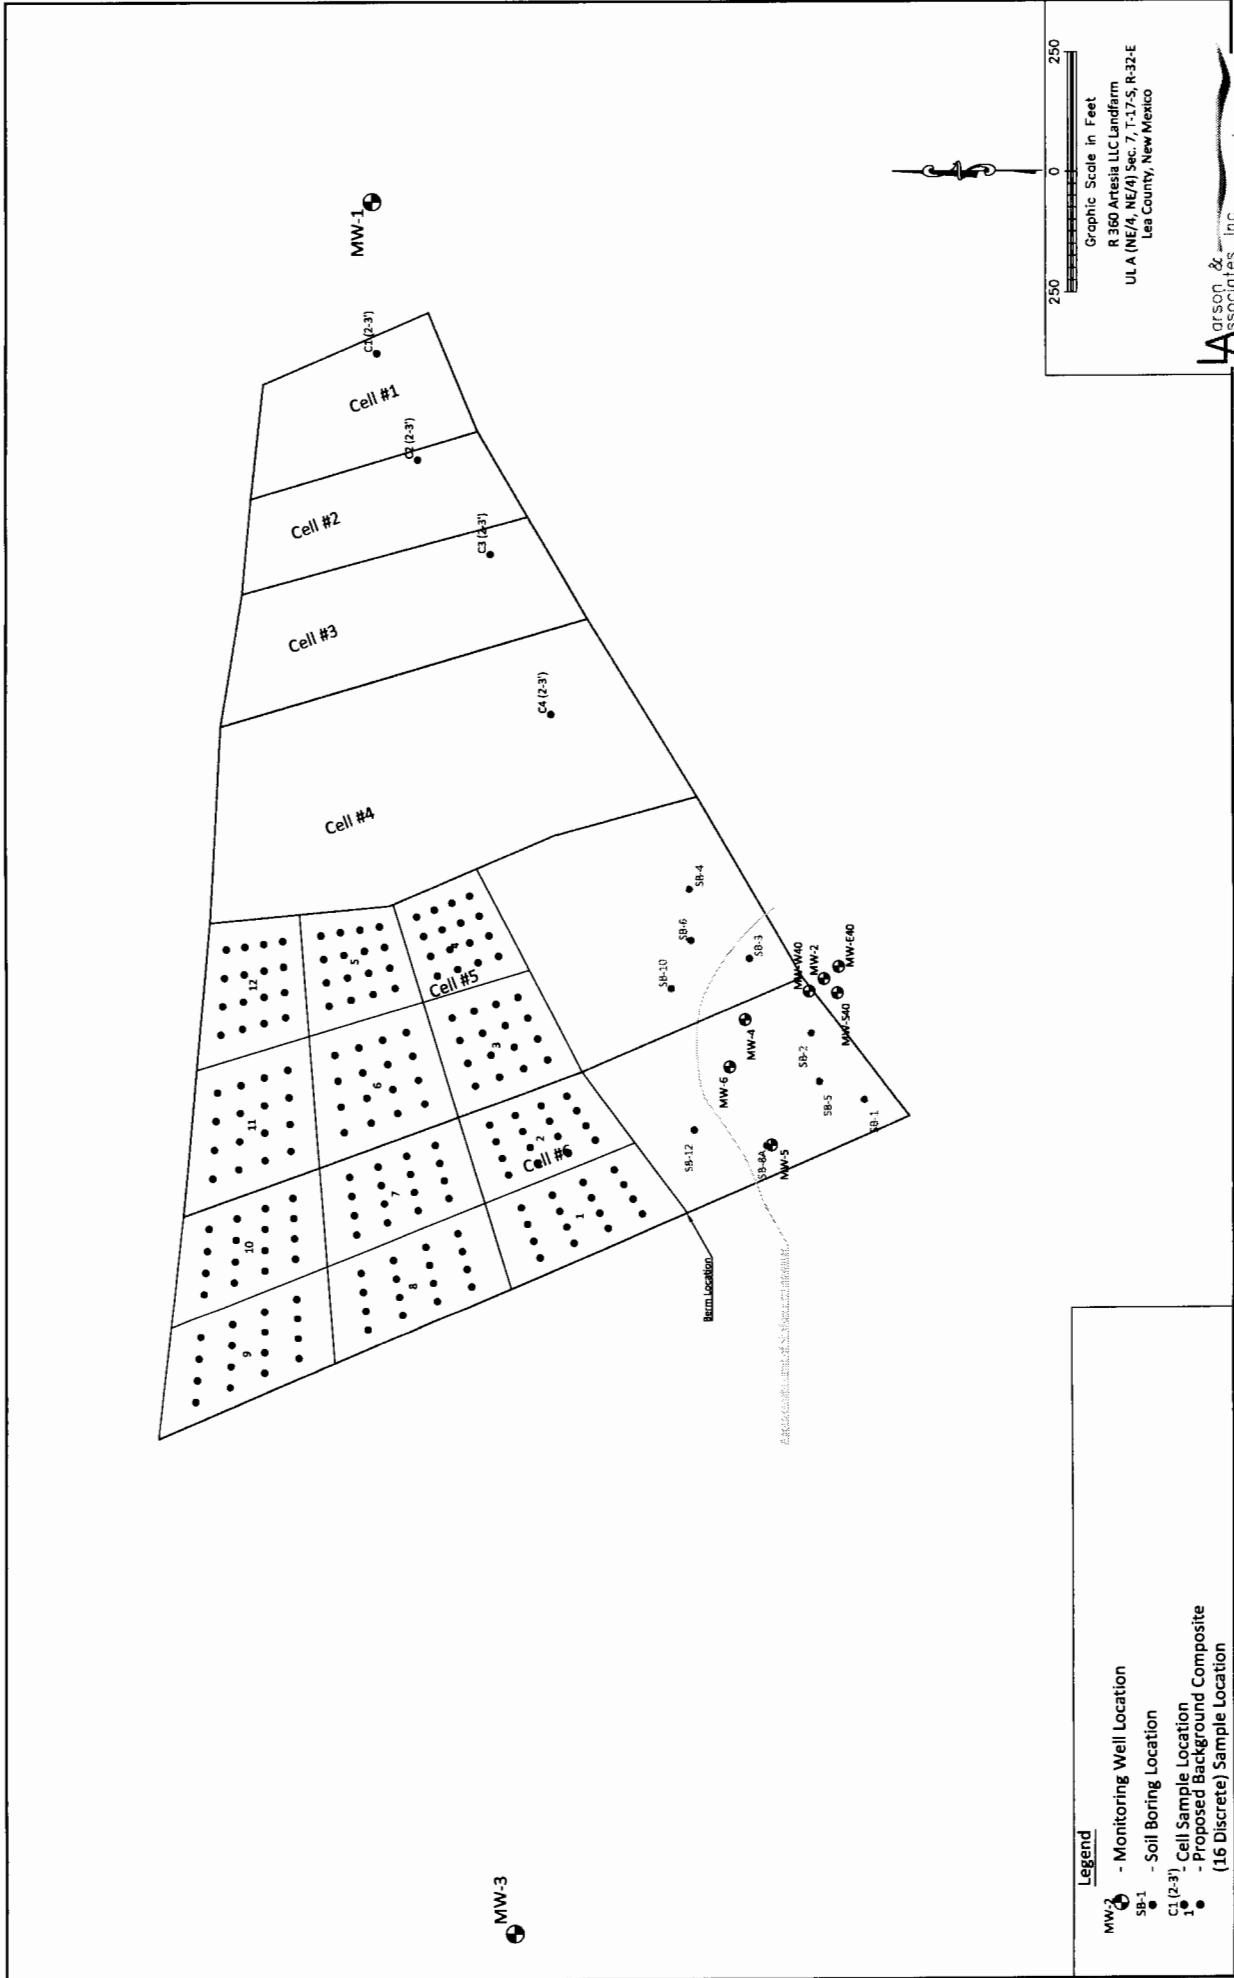 MW-1
C1 (2-3')
Cell #1
C2 (2-3')
Cell #2
C3 (2-3')
Cell #3
C4 (2-3')
Cell #4
Cell #5
Cell #6
12
5
4
11
6
3
10
7
2
9
8
1
SB-4
SB-6
SB-10
SB-3
MW-W40
MW-2
MW-E40
MW-S40
MW-4
MW-6
SB-2
SB-5
SB-1
SB-12
SB-8A
MW-5
Berm Location
MW-3
250 0 250
Graphic Scale in Feet
R 360 Artesia LLC Landfarm
UL A (NE/4, NE/4) Sec. 7, T-17-S, R-32-E
Lea County, New Mexico
Larson &
Associates, Inc.
Legend
MW-2 - Monitoring Well Location
SB-1 - Soil Boring Location
C1 (2-3') - Cell Sample Location
1 - Proposed Background Composite
(16 Discrete) Sample Location